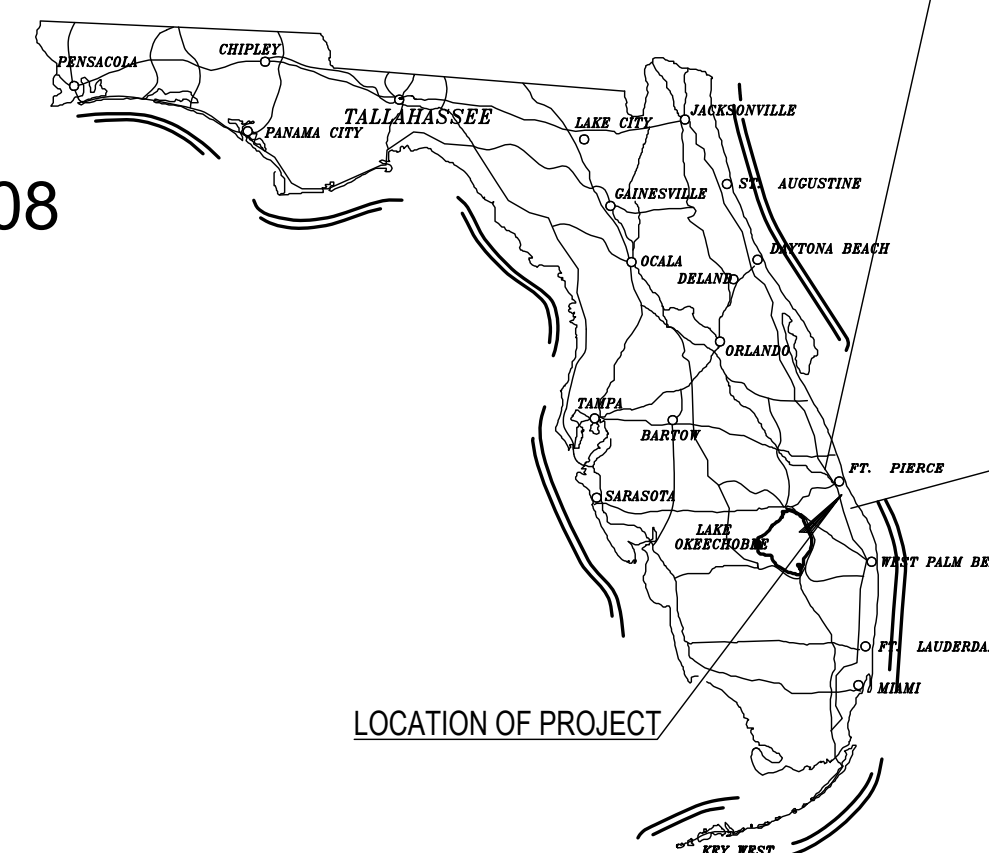 PENSACOLA
CHIPLEY
TALLAHASSEE
PANAMA CITY
LAKE CITY
JACKSONVILLE
08
GAINESVILLE
ST. AUGUSTINE
OCALA
DAYTONA BEACH
DELAND
ORLANDO
TAMPA
BARTOW
FT. PIERCE
SARASOTA
LAKE
OKEECHOBEE
WEST PALM BE
FT. LAUDERDA
MIAMI
LOCATION OF PROJECT
KEY WEST